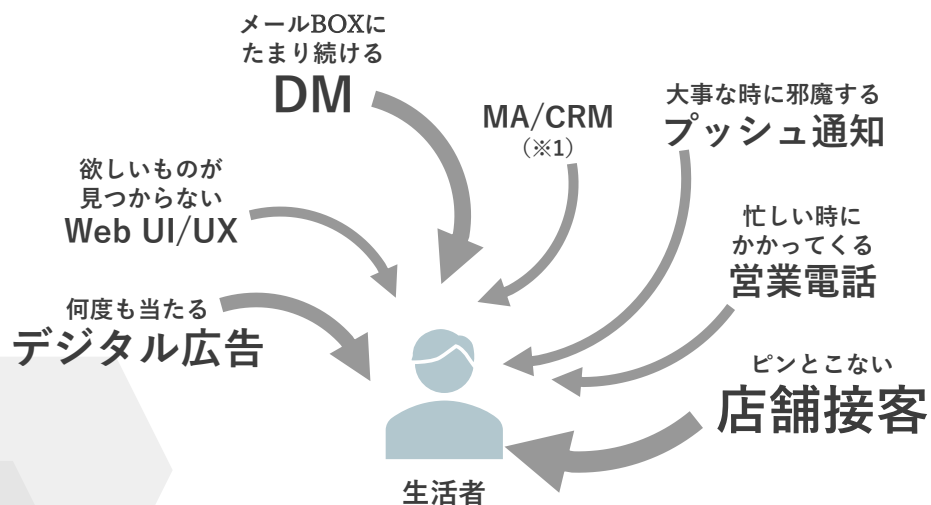 メールBOXに
たまり続ける
DM
MA/CRM
（※1）
大事な時に邪魔する
プッシュ通知
欲しいものが
見つからない
Web UI/UX
忙しい時に
かかってくる
営業電話
何度も当たる
デジタル広告
ピンとこない
店舗接客
生活者